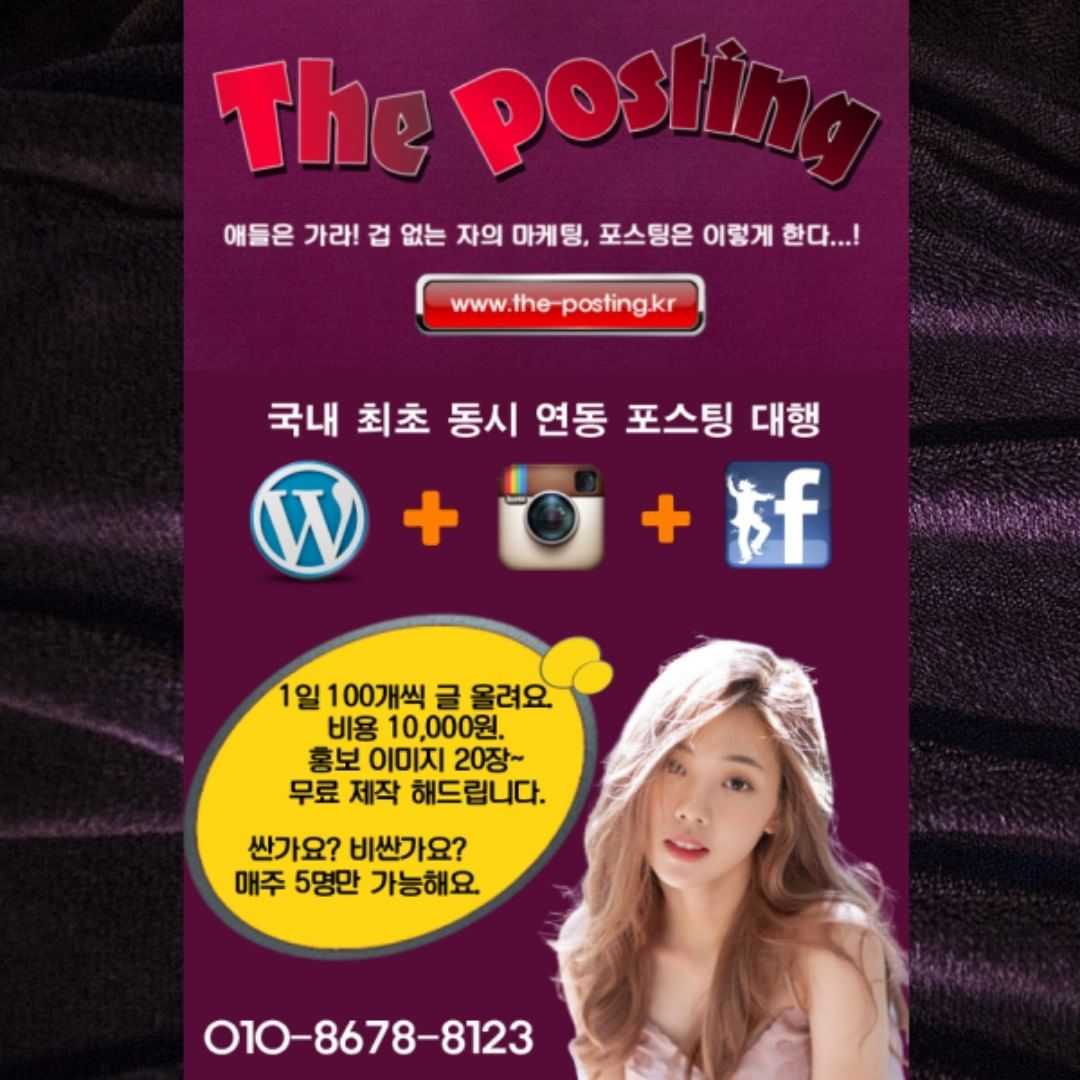 The Posting
애들은 가라! 겁 없는 자의 마케팅, 포스팅은 이렇게 한다...!
www.the-posting.kr
국내 최초 동시 연동 포스팅 대행
W + + f
1일 100개씩 글 올려요.
비용 10,000원.
홍보 이미지 20장~
무료 제작 해드립니다.
싼가요? 비싼가요?
매주 5명만 가능해요.
010-8678-8123